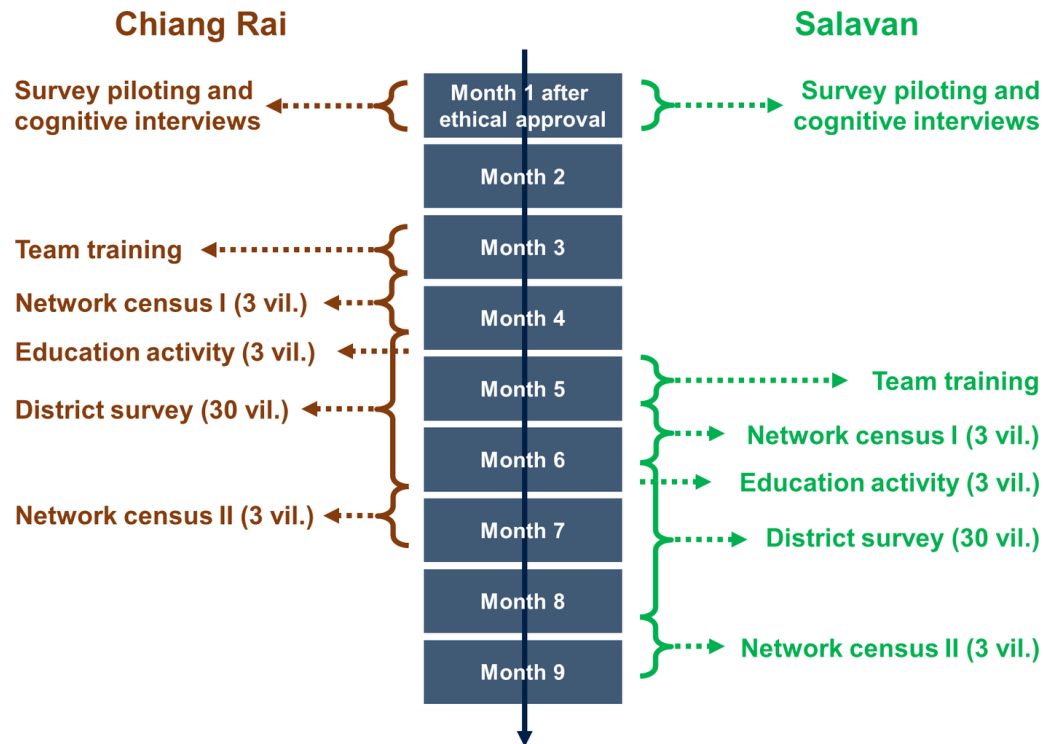 Chiang Rai
Salavan
Survey piloting and
cognitive interviews
Month 1 after
ethical approval
Survey piloting and
cognitive interviews
Month 2
Team training
Month 3
Network census I (3 vil.)
Month 4
Education activity (3 vil.)
Month 5
Team training
District survey (30 vil.)
Network census I (3 vil.)
Month 6
Education activity (3 vil.)
Network census II (3 vil.)
Month 7
District survey (30 vil.)
Month 8
Network census II (3 vil.)
Month 9